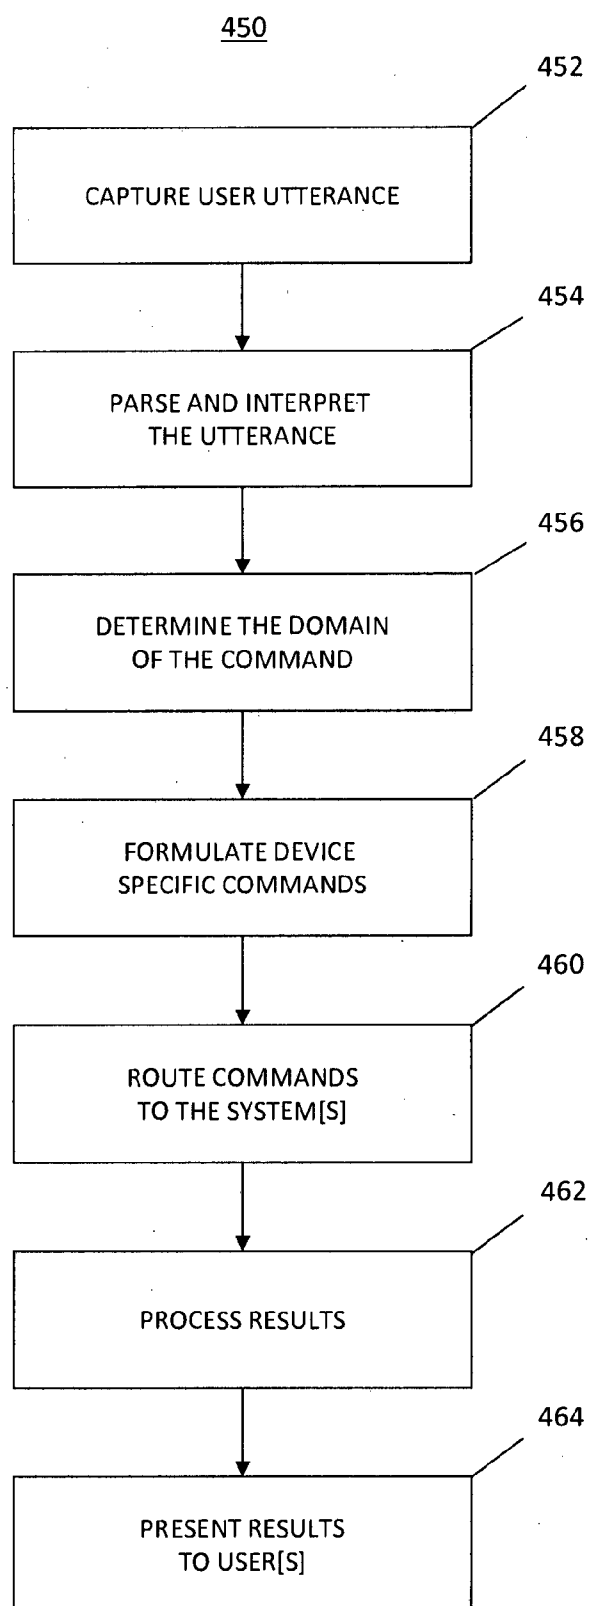 450
452
CAPTURE USER UTTERANCE
454
PARSE AND INTERPRET
THE UTTERANCE
456
DETERMINE THE DOMAIN
OF THE COMMAND
458
FORMULATE DEVICE
SPECIFIC COMMANDS
460
ROUTE COMMANDS
TO THE SYSTEM[S]
462
PROCESS RESULTS
464
PRESENT RESULTS
TO USER[S]